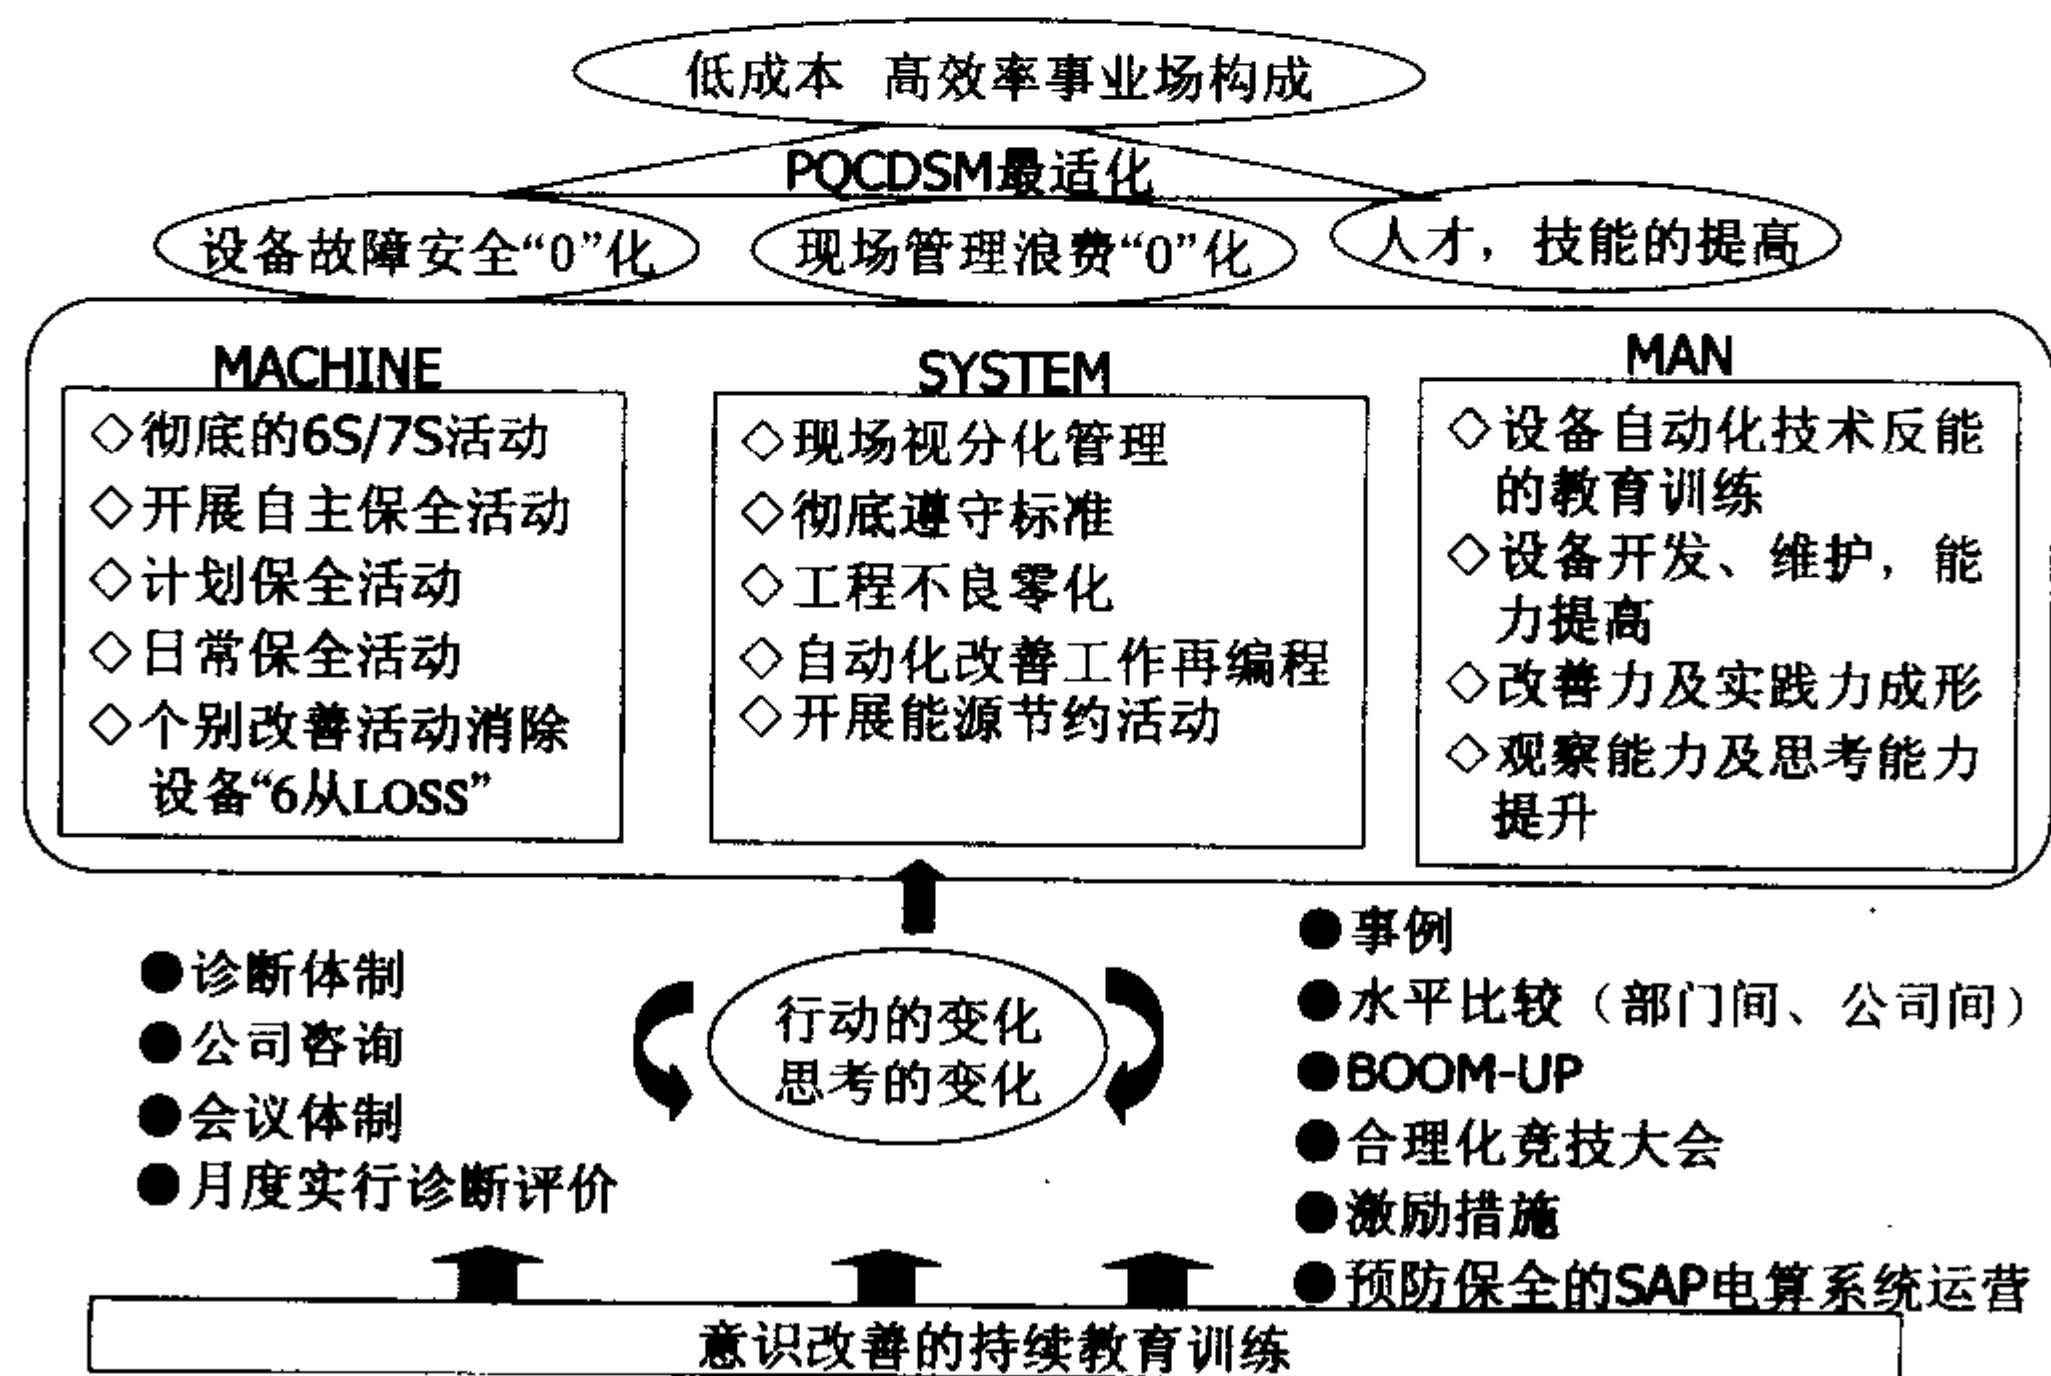 低成本 高效率事业场构成
PQCDSM最适化
设备故障安全“0”化
现场管理浪费“0”化
人才，技能的提高
MACHINE
◇彻底的6S/7S活动
◇开展自主保全活动
◇计划保全活动
◇日常保全活动
◇个别改善活动消除
设备“6从LOSS”
SYSTEM
◇现场视分化管理
◇彻底遵守标准
◇工程不良零化
◇自动化改善工作再编程
◇开展能源节约活动
MAN
◇设备自动化技术反能
的教育训练
◇设备开发、维护，能
力提高
◇改善力及实践力成形
◇观察能力及思考能力
提升
●诊断体制
●公司咨询
●会议体制
●月度实行诊断评价
行动的变化
思考的变化
●事例
●水平比较（部门间、公司间）
●BOOM-UP
●合理化竞技大会
●激励措施
●预防保全的SAP电算系统运营
意识改善的持续教育训练